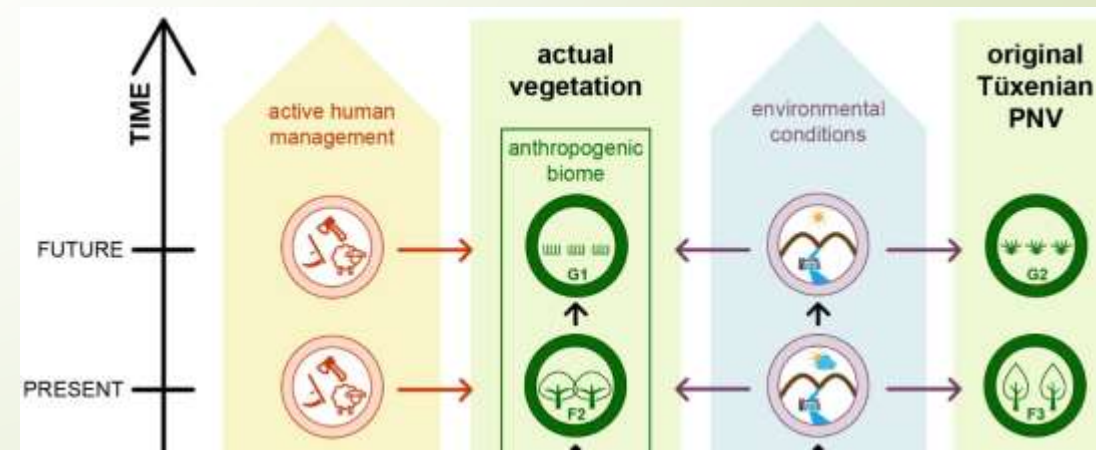 TIME
active human
management
actual
vegetation
anthropogenic
biome
environmental
conditions
original
Tüxenian
PNV
FUTURE
G1
G2
PRESENT
F2
F3